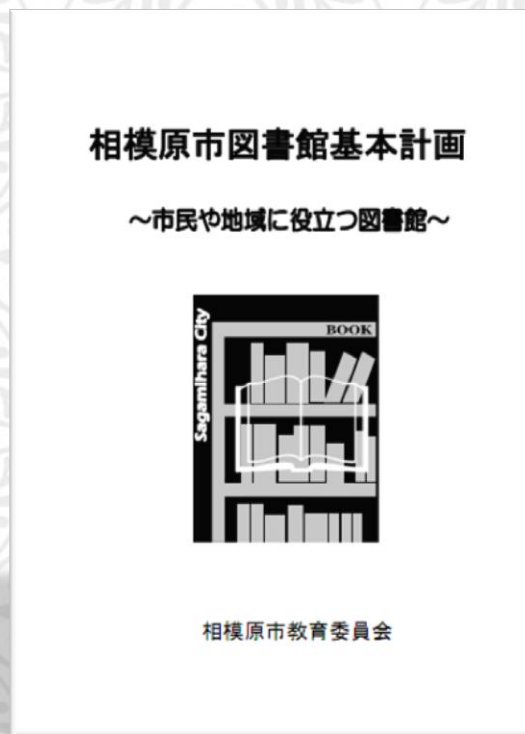 相模原市図書館基本計画
～市民や地域に役立つ図書館～
Sagamihara City
BOOK
相模原市教育委員会